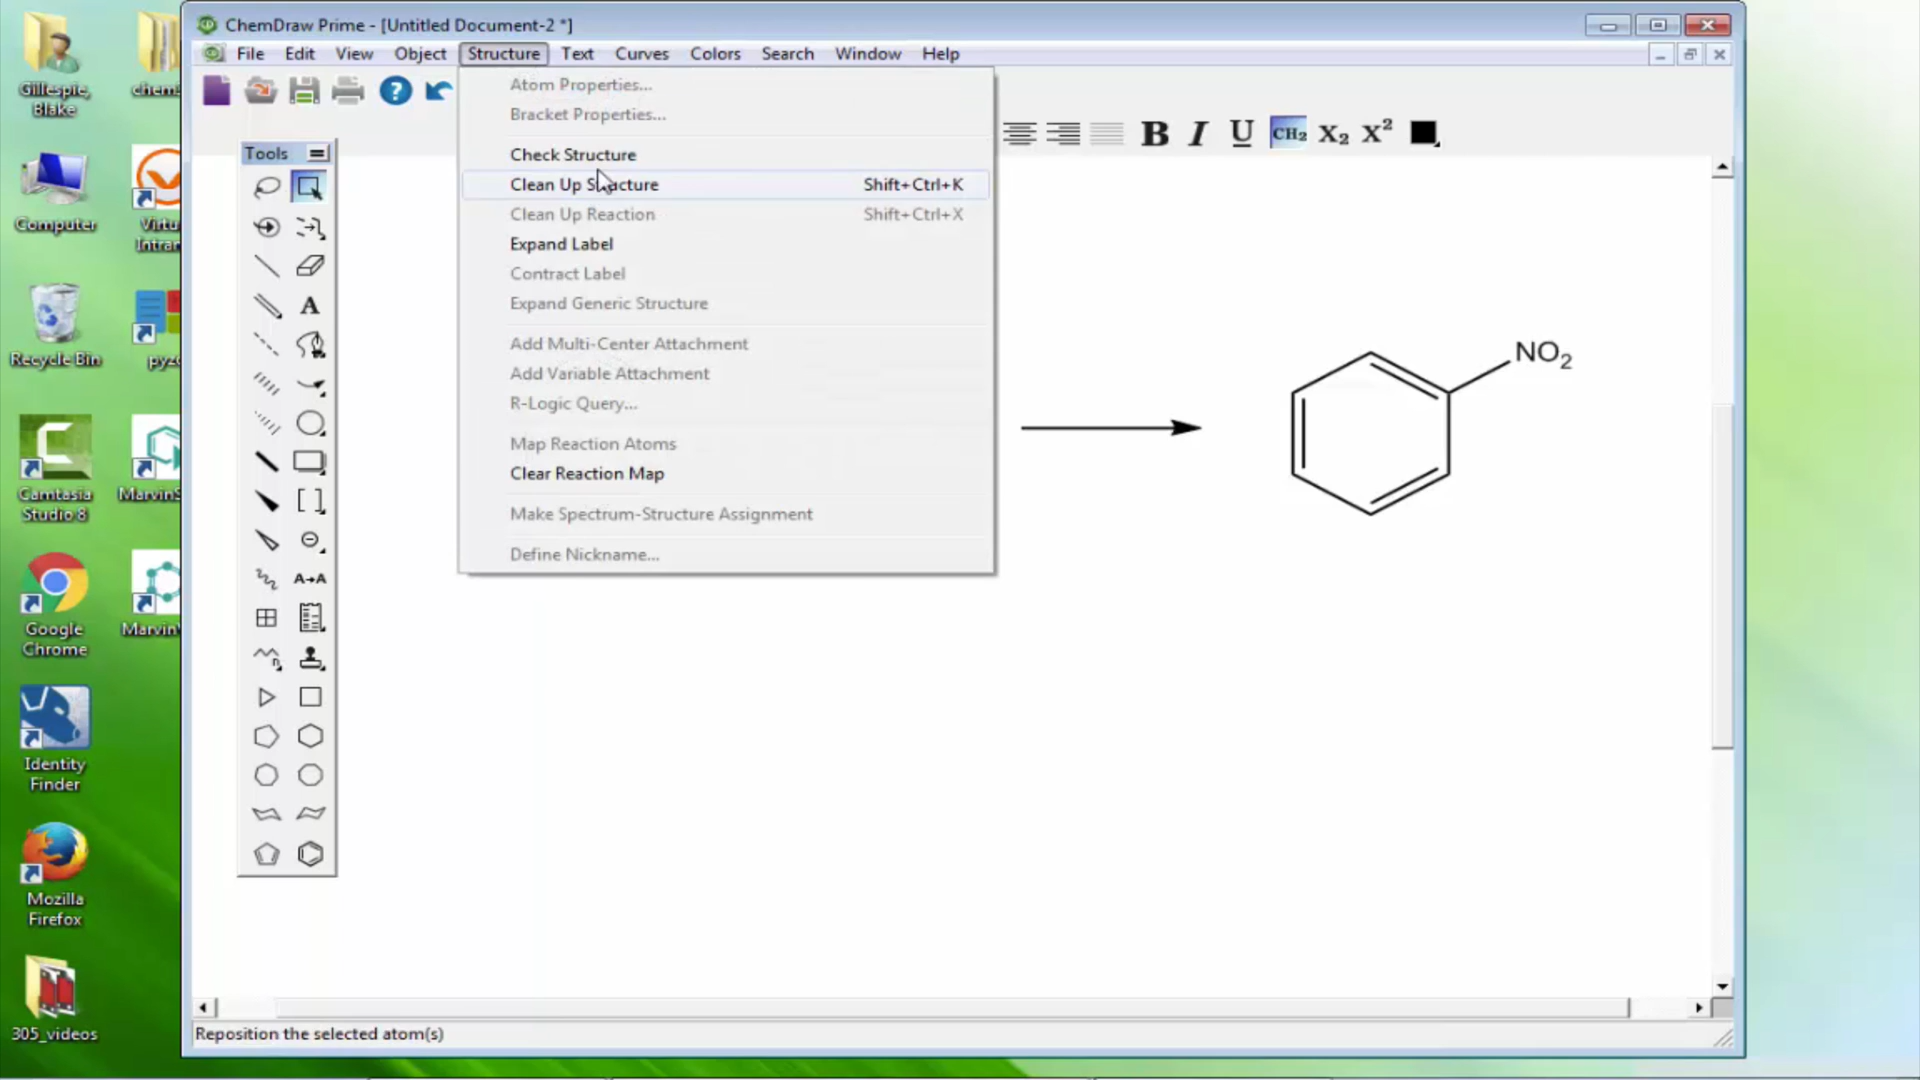 ChemDraw Prime - [Untitled Document-2 *]
File Edit View Object Structure Text Curves Colors Search Window Help
Atom Properties...
Bracket Properties...
Check Structure
Clean Up Structure Shift+Ctrl+K
Clean Up Reaction Shift+Ctrl+X
Expand Label
Contract Label
Expand Generic Structure
Add Multi-Center Attachment
Add Variable Attachment
R-Logic Query...
Map Reaction Atoms
Clear Reaction Map
Make Spectrum-Structure Assignment
Define Nickname...
B I U CH₂ X₂ X²
Tools
A
A→A
NO₂
Reposition the selected atom(s)
Gillespie,
Blake
Computer
Recycle Bin
Camtasia
Studio 8
Google
Chrome
Identity
Finder
Mozilla
Firefox
305_videos